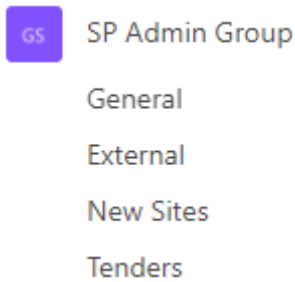 GS
SP Admin Group
General
External
New Sites
Tenders